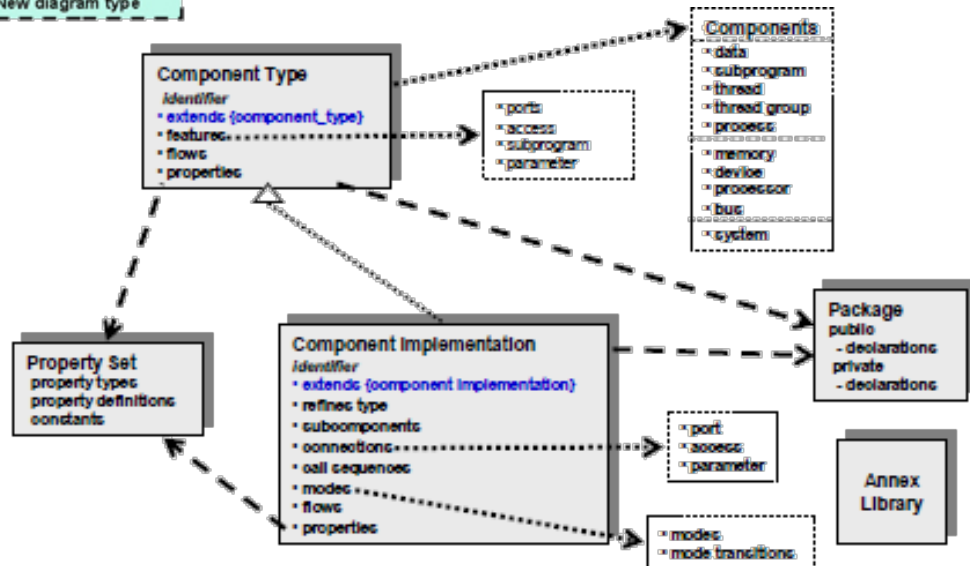 New diagram type
Component Type
identifier
• extends {component_type}
• features
• flows
• properties
• ports
• access
• subprogram
• parameter
Components
• data
• subprogram
• thread
• thread group
• process
• memory
• device
• processor
• bus
• system
Property Set
property types
property definitions
constants
Component Implementation
identifier
• extends {component implementation}
• refines type
• subcomponents
• connections
• call sequences
• modes
• flows
• properties
Package
public
- declarations
private
- declarations
• port
• access
• parameter
• modes
• mode transitions
Annex
Library